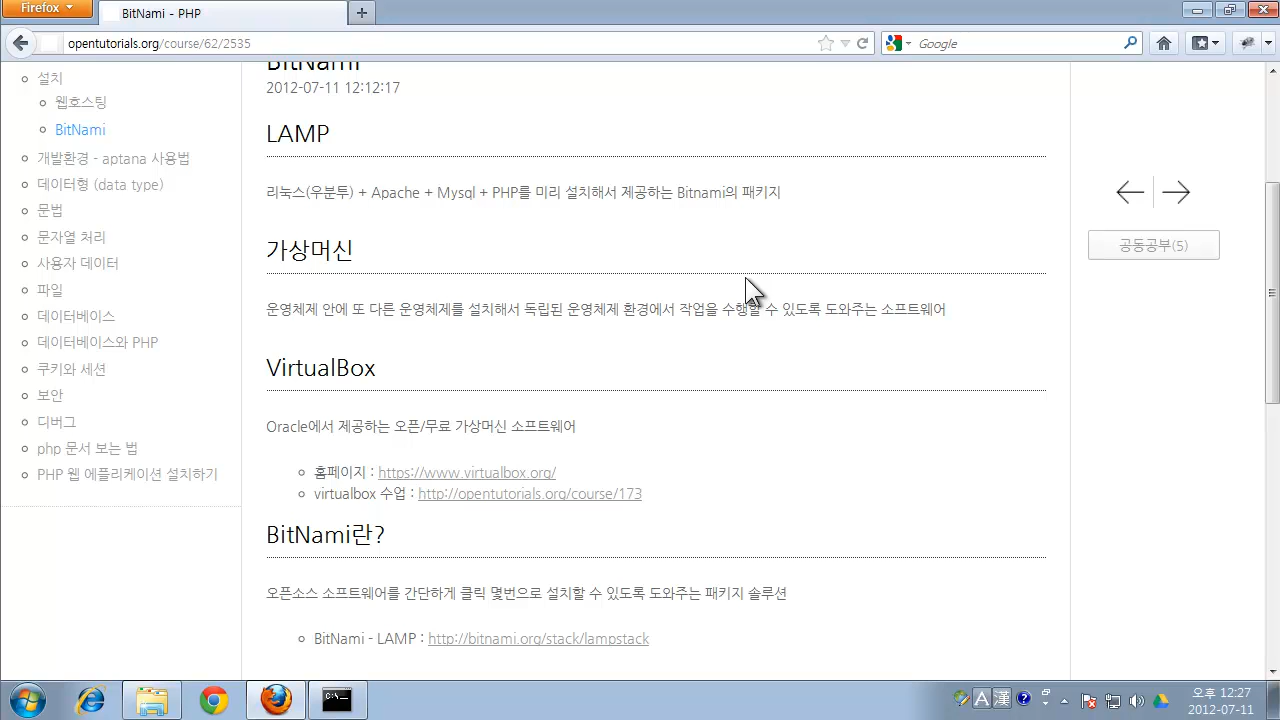 Firefox
BitNami - PHP
opentutorials.org/course/62/2535
Google
설치
웹호스팅
BitNami
개발환경 - aptana 사용법
데이터형 (data type)
문법
문자열 처리
사용자 데이터
파일
데이터베이스
데이터베이스와 PHP
쿠키와 세션
보안
디버그
php 문서 보는 법
PHP 웹 에플리케이션 설치하기
BitNami
2012-07-11 12:12:17
LAMP
리눅스(우분투) + Apache + Mysql + PHP를 미리 설치해서 제공하는 Bitnami의 패키지
가상머신
운영체제 안에 또 다른 운영체제를 설치해서 독립된 운영체제 환경에서 작업을 수행할 수 있도록 도와주는 소프트웨어
VirtualBox
Oracle에서 제공하는 오픈/무료 가상머신 소프트웨어
홈페이지 : https://www.virtualbox.org/
virtualbox 수업 : http://opentutorials.org/course/173
BitNami란?
오픈소스 소프트웨어를 간단하게 클릭 몇번으로 설치할 수 있도록 도와주는 패키지 솔루션
BitNami - LAMP : http://bitnami.org/stack/lampstack
공동공부(5)
A 漢
오후 12:27
2012-07-11